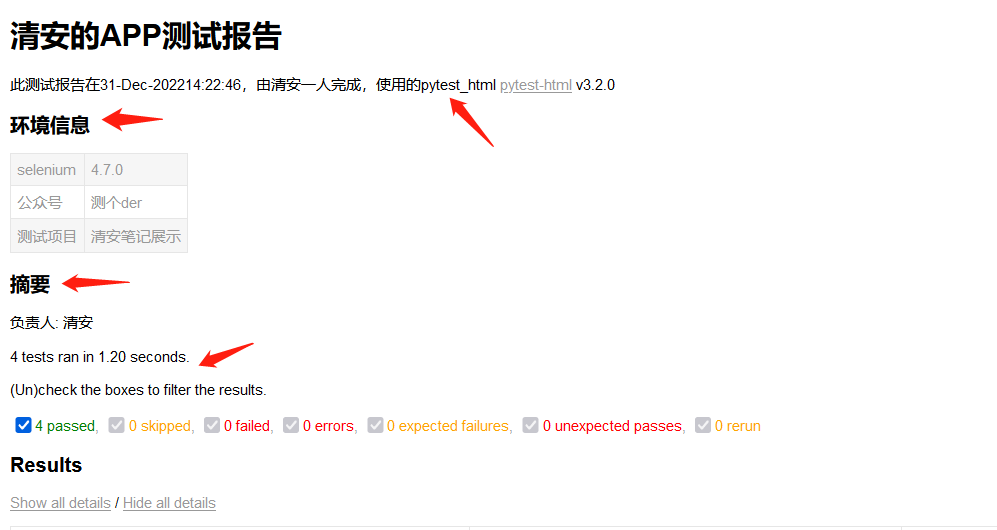 清安的APP测试报告
此测试报告在31-Dec-202214:22:46，由清安一人完成，使用的pytest_html pytest-html v3.2.0
环境信息
selenium 4.7.0
公众号 测个der
测试项目 清安笔记展示
摘要
负责人: 清安
4 tests ran in 1.20 seconds.
(Un)check the boxes to filter the results.
4 passed, 0 skipped, 0 failed, 0 errors, 0 expected failures, 0 unexpected passes, 0 rerun
Results
Show all details / Hide all details